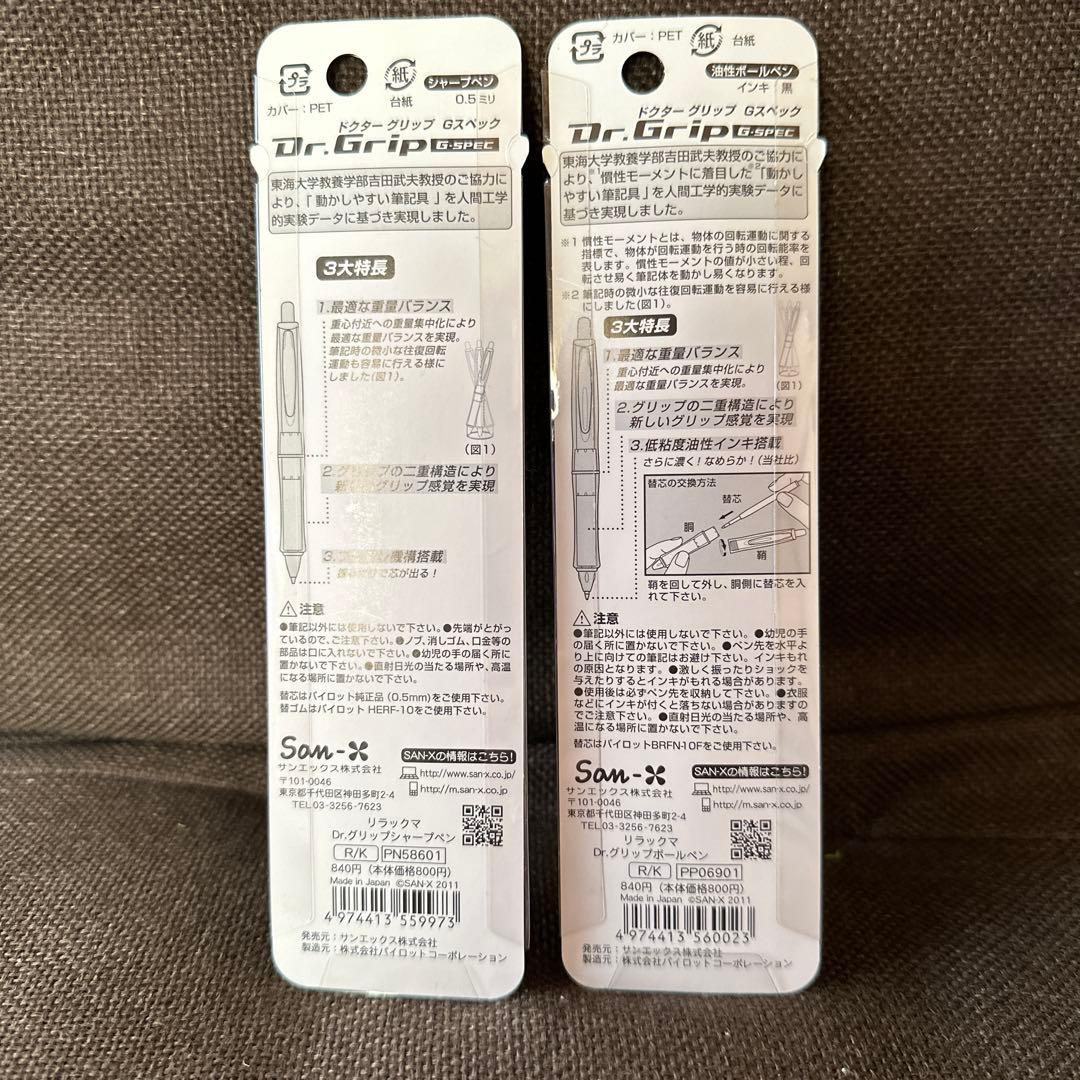 プラ
カバー：PET
紙
台紙
シャープペン
0.5ミリ
ドクター グリップ Gスペック
Dr.Grip G-SPEC
東海大学教養学部吉田武夫教授のご協力に
より、「動かしやすい筆記具」を人間工学
的実験データに基づき実現しました。
3大特長
1.最適な重量バランス
重心付近への重量集中化により
最適な重量バランスを実現。
筆記時の微小な往復回転
運動も容易に行える様に
しました(図1)。
(図1)
2.グリップの二重構造により
新しいグリップ感覚を実現
3.
機構搭載
で芯が出る！
注意
●筆記以外には使用しないで下さい。●先端がとがっ
ているので、ご注意下さい。●ノブ、消しゴム、口金等の
部品は口に入れないで下さい。●幼児の手の届く所に
置かないで下さい。●直射日光の当たる場所や、高温
になる場所に置かないで下さい。
替芯はパイロット純正品(0.5mm)をご使用下さい。
替ゴムはパイロット HERF-10をご使用下さい。
San-X
サンエックス株式会社
〒101-0046
東京都千代田区神田多町2-4
TEL.03-3256-7623
SAN-Xの情報はこちら！
http://www.san-x.co.jp/
http://m.san-x.co.jp
リラックマ
Dr.グリップシャープペン
R/K PN58601
840円（本体価格800円）
Made in Japan ©SAN-X 2011
4 974413 559973
発売元：サンエックス株式会社
製造元：株式会社パイロットコーポレーション
プラ
カバー：PET
紙
台紙
油性ボールペン
インキ：黒
ドクター グリップ Gスペック
Dr.Grip G-SPEC
東海大学教養学部吉田武夫教授のご協力に
より、※1慣性モーメントに着目した※2「動かし
やすい筆記具」を人間工学的実験データに
基づき実現しました。
※1 慣性モーメントとは、物体の回転運動に関する
指標で、物体が回転運動を行う時の回転能率を
表します。慣性モーメントの値が小さい程、回
転させ易く筆記体を動かし易くなります。
※2 筆記時の微小な往復回転運動を容易に行える様
にしました(図1)。
3大特長
1.最適な重量バランス
重心付近への重量集中化により
最適な重量バランスを実現。
(図1)
2.グリップの二重構造により
新しいグリップ感覚を実現
3.低粘度油性インキ搭載
さらに濃く！なめらか！(当社比)
替芯の交換方法
替芯
胴
鞘
鞘を回して外し、胴側に替芯を入
れて下さい。
注意
●筆記以外には使用しないで下さい。●幼児の手
の届く所に置かないで下さい。●ペン先を水平よ
り上に向けての筆記はお避け下さい。インキもれ
の原因となります。●激しく振ったりショックを
与えたりするとインキがもれる場合があります。
●使用後は必ずペン先を収納して下さい。●衣服
などにインキが付くと落ちない場合がありますの
でご注意下さい。●直射日光の当たる場所や、高
温になる場所に置かないで下さい。
替芯はパイロットBRFN-10Fをご使用下さい。
San-X
サンエックス株式会社
〒101-0046
東京都千代田区神田多町2-4
TEL.03-3256-7623
SAN-Xの情報はこちら！
http://www.san-x.co.jp/
http://m.san-x.co.jp
リラックマ
Dr.グリップボールペン
R/K PP06901
840円（本体価格800円）
Made in Japan ©SAN-X 2011
4 974413 560023
発売元：サンエックス株式会社
製造元：株式会社パイロットコーポレーション